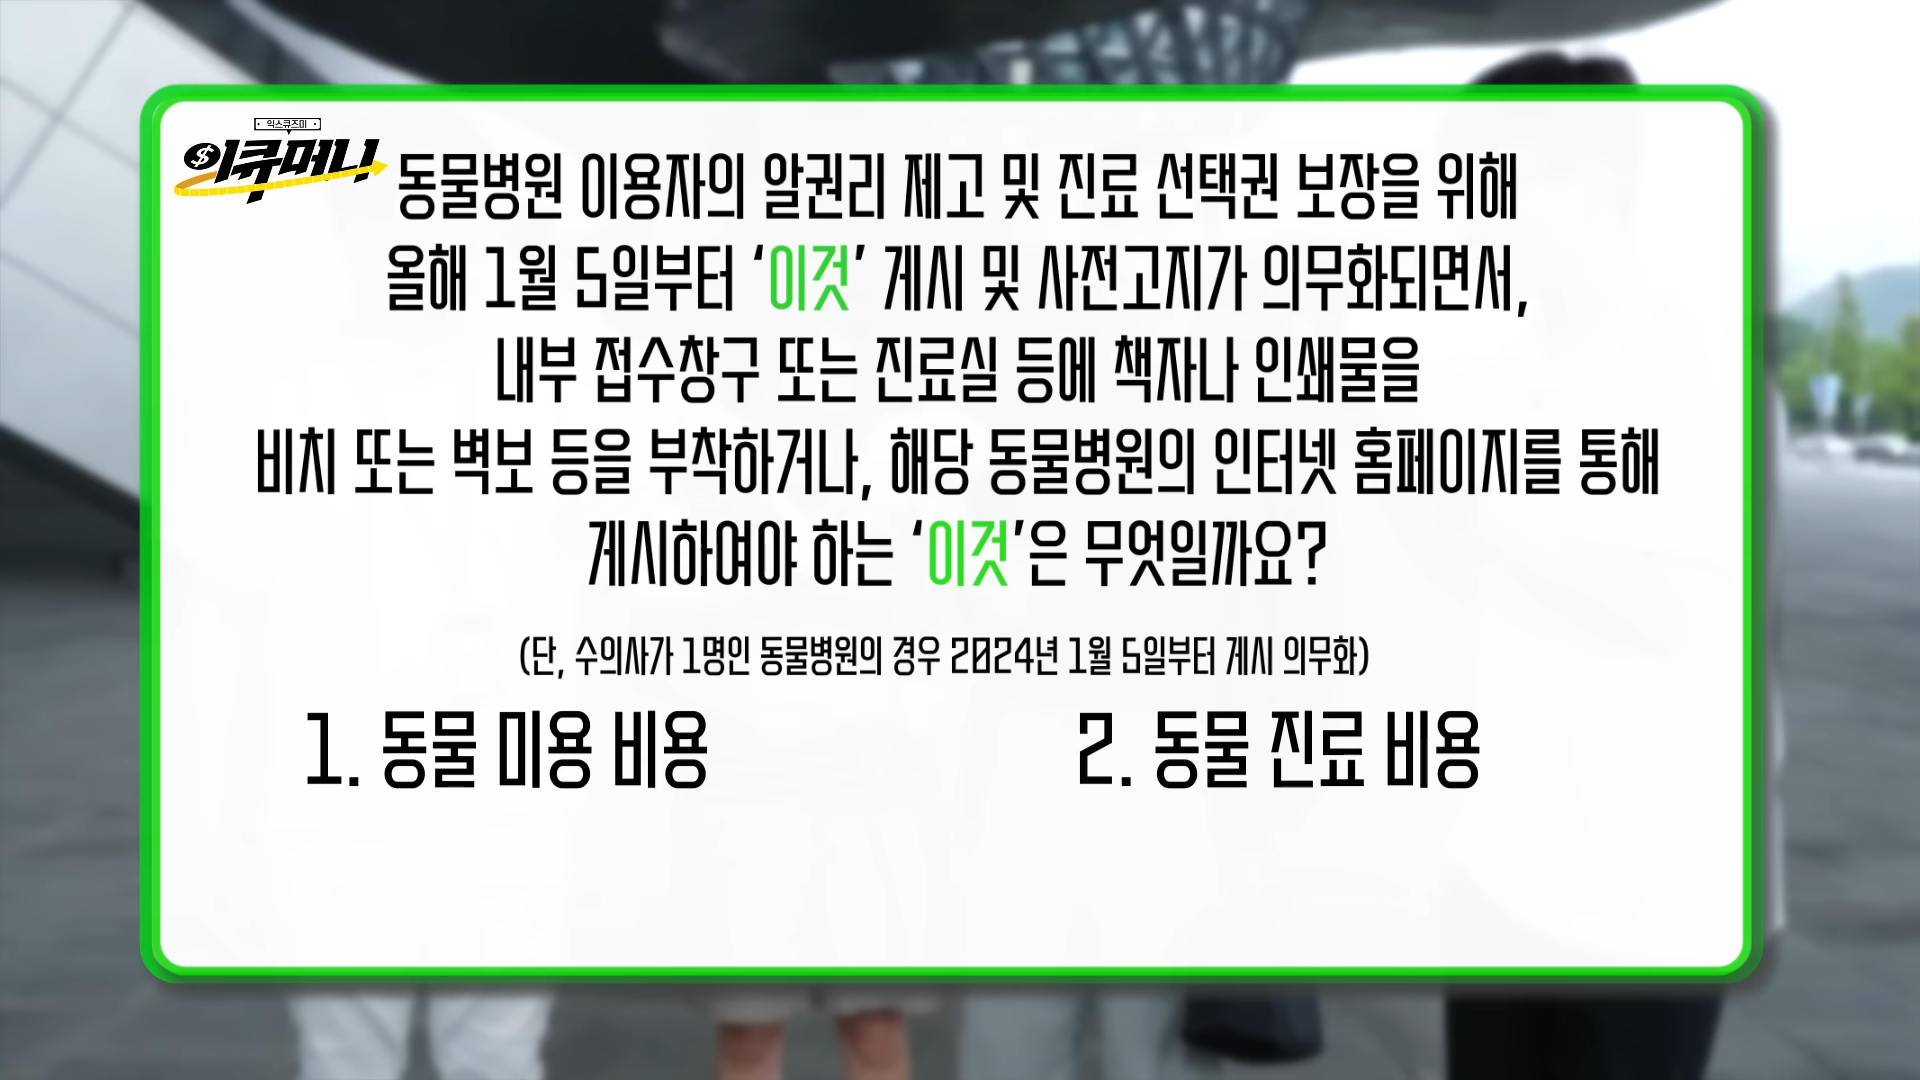 익스큐즈미
이큐머니
동물병원 이용자의 알권리 제고 및 진료 선택권 보장을 위해
올해 1월 5일부터 ‘이것’ 게시 및 사전고지가 의무화되면서,
내부 접수창구 또는 진료실 등에 책자나 인쇄물을
비치 또는 벽보 등을 부착하거나, 해당 동물병원의 인터넷 홈페이지를 통해
게시하여야 하는 ‘이것’은 무엇일까요?
(단, 수의사가 1명인 동물병원의 경우 2024년 1월 5일부터 게시 의무화)
1. 동물 미용 비용
2. 동물 진료 비용